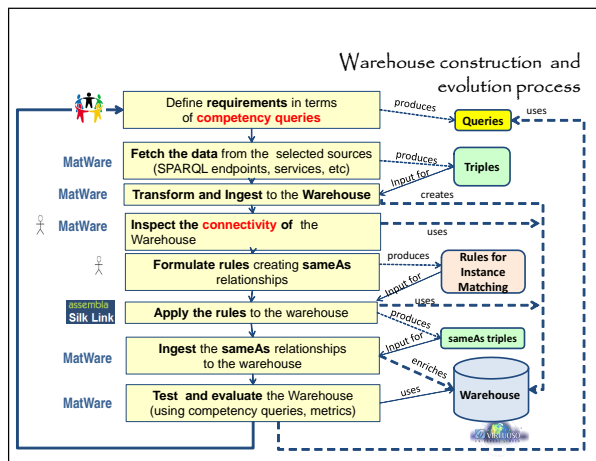 Warehouse construction and
evolution process
Define requirements in terms
of competency queries
produces
uses
Queries
MatWare
Fetch the data from the selected sources
(SPARQL endpoints, services, etc)
produces
Triples
Input for
MatWare
Transform and Ingest to the Warehouse
creates
MatWare
Inspect the connectivity of the
Warehouse
uses
Formulate rules creating sameAs
relationships
produces
Rules for
Instance
Matching
Input for
assembla
Silk Link
Apply the rules to the warehouse
uses
produces
sameAs triples
Input for
MatWare
Ingest the sameAs relationships
to the warehouse
enriches
Warehouse
MatWare
Test and evaluate the Warehouse
(using competency queries, metrics)
uses
VIRTUOSO